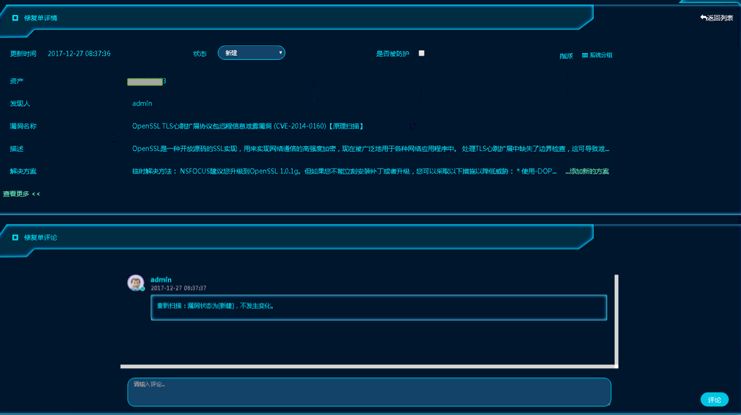 修复单详情
返回列表
更新时间 2017-12-27 08:37:36 状态 新建 是否被防护 指派 系统分组
资产
发现人 admin
漏洞名称 OpenSSL TLS心跳扩展协议包远程信息泄露漏洞 (CVE-2014-0160)【原理扫描】
描述 OpenSSL是一种开放源码的SSL实现，用来实现网络通信的高强度加密，现在被广泛地用于各种网络应用程序中。 处理TLS心跳扩展中缺失了边界检查，这可导致泄...
解决方案 临时解决方法： NSFOCUS建议您升级到OpenSSL 1.0.1g。但如果您不能立刻安装补丁或者升级，您可以采取以下措施以降低威胁： * 使用-DOP... ...添加新的方案
查看更多 <<
修复单评论
admin
2017-12-27 08:37:37
重新扫描：漏洞状态为(新建)，不发生变化。
请输入评论...
评论